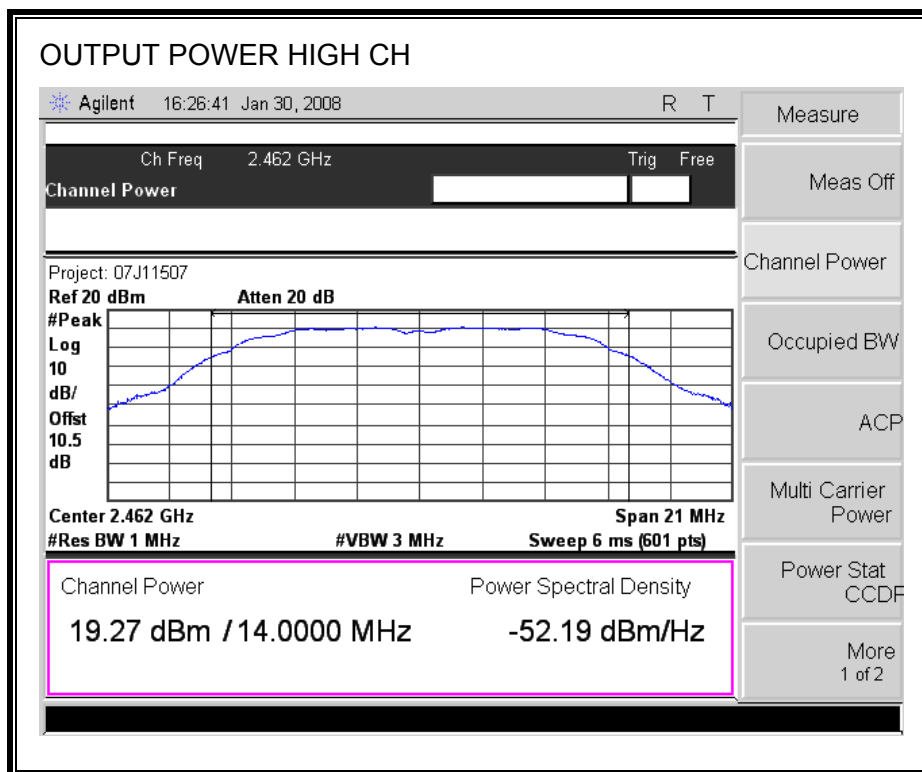 OUTPUT POWER HIGH CH
Agilent 16:26:41 Jan 30, 2008 R T
Measure
Ch Freq 2.462 GHz Trig Free
Channel Power
Meas Off
Channel Power
Occupied BW
ACP
Multi Carrier
Power
Power Stat
CCDF
More
1 of 2
Project: 07J11507
Ref 20 dBm Atten 20 dB
#Peak
Log
10
dB/
Offst
10.5
dB
Center 2.462 GHz Span 21 MHz
#Res BW 1 MHz #VBW 3 MHz Sweep 6 ms (601 pts)
Channel Power Power Spectral Density
19.27 dBm / 14.0000 MHz -52.19 dBm/Hz